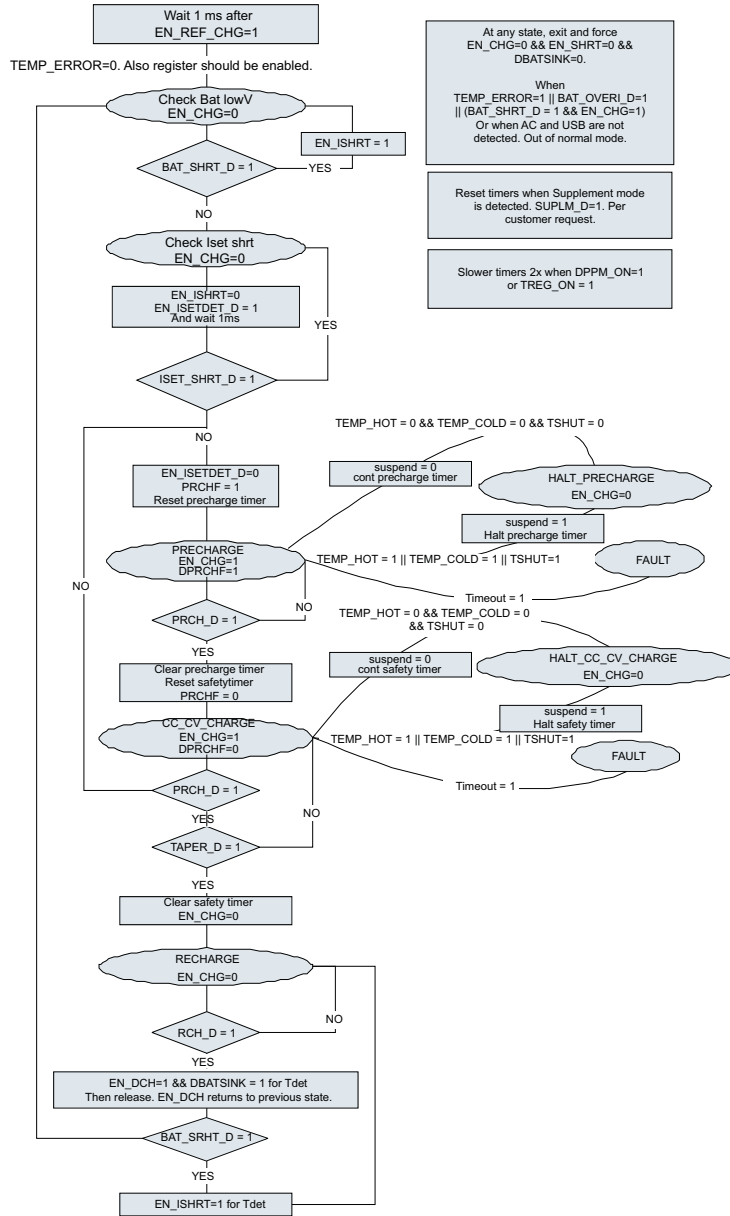 Wait 1 ms after
EN_REF_CHG=1
TEMP_ERROR=0. Also register should be enabled.
Check Bat lowV
EN_CHG=0
EN_ISHRT = 1
BAT_SHRT_D = 1
YES
NO
Check Iset shrt
EN_CHG=0
EN_ISHRT=0
EN_ISETDET_D = 1
And wait 1ms
YES
ISET_SHRT_D = 1
NO
EN_ISETDET_D=0
PRCHF = 1
Reset precharge timer
PRECHARGE
EN_CHG=1
DPRCHF=1
NO
NO
PRCH_D = 1
YES
Clear precharge timer
Reset safetytimer
PRCHF = 0
CC_CV_CHARGE
EN_CHG=1
DPRCHF=0
PRCH_D = 1
NO
YES
TAPER_D = 1
YES
Clear safety timer
EN_CHG=0
RECHARGE
EN_CHG=0
NO
RCH_D = 1
YES
EN_DCH=1 && DBATSINK = 1 for Tdet
Then release. EN_DCH returns to previous state.
BAT_SRHT_D = 1
YES
EN_ISHRT=1 for Tdet
At any state, exit and force
EN_CHG=0 && EN_SHRT=0 &&
DBATSINK=0.
When
TEMP_ERROR=1 || BAT_OVERI_D=1
|| (BAT_SHRT_D = 1 && EN_CHG=1)
Or when AC and USB are not
detected. Out of normal mode.
Reset timers when Supplement mode
is detected. SUPLM_D=1. Per
customer request.
Slower timers 2x when DPPM_ON=1
or TREG_ON = 1
TEMP_HOT = 0 && TEMP_COLD = 0 && TSHUT = 0
suspend = 0
cont precharge timer
HALT_PRECHARGE
EN_CHG=0
suspend = 1
Halt precharge timer
TEMP_HOT = 1 || TEMP_COLD = 1 || TSHUT=1
FAULT
Timeout = 1
TEMP_HOT = 0 && TEMP_COLD = 0
&& TSHUT = 0
suspend = 0
cont safety timer
HALT_CC_CV_CHARGE
EN_CHG=0
suspend = 1
Halt safety timer
TEMP_HOT = 1 || TEMP_COLD = 1 || TSHUT=1
FAULT
Timeout = 1